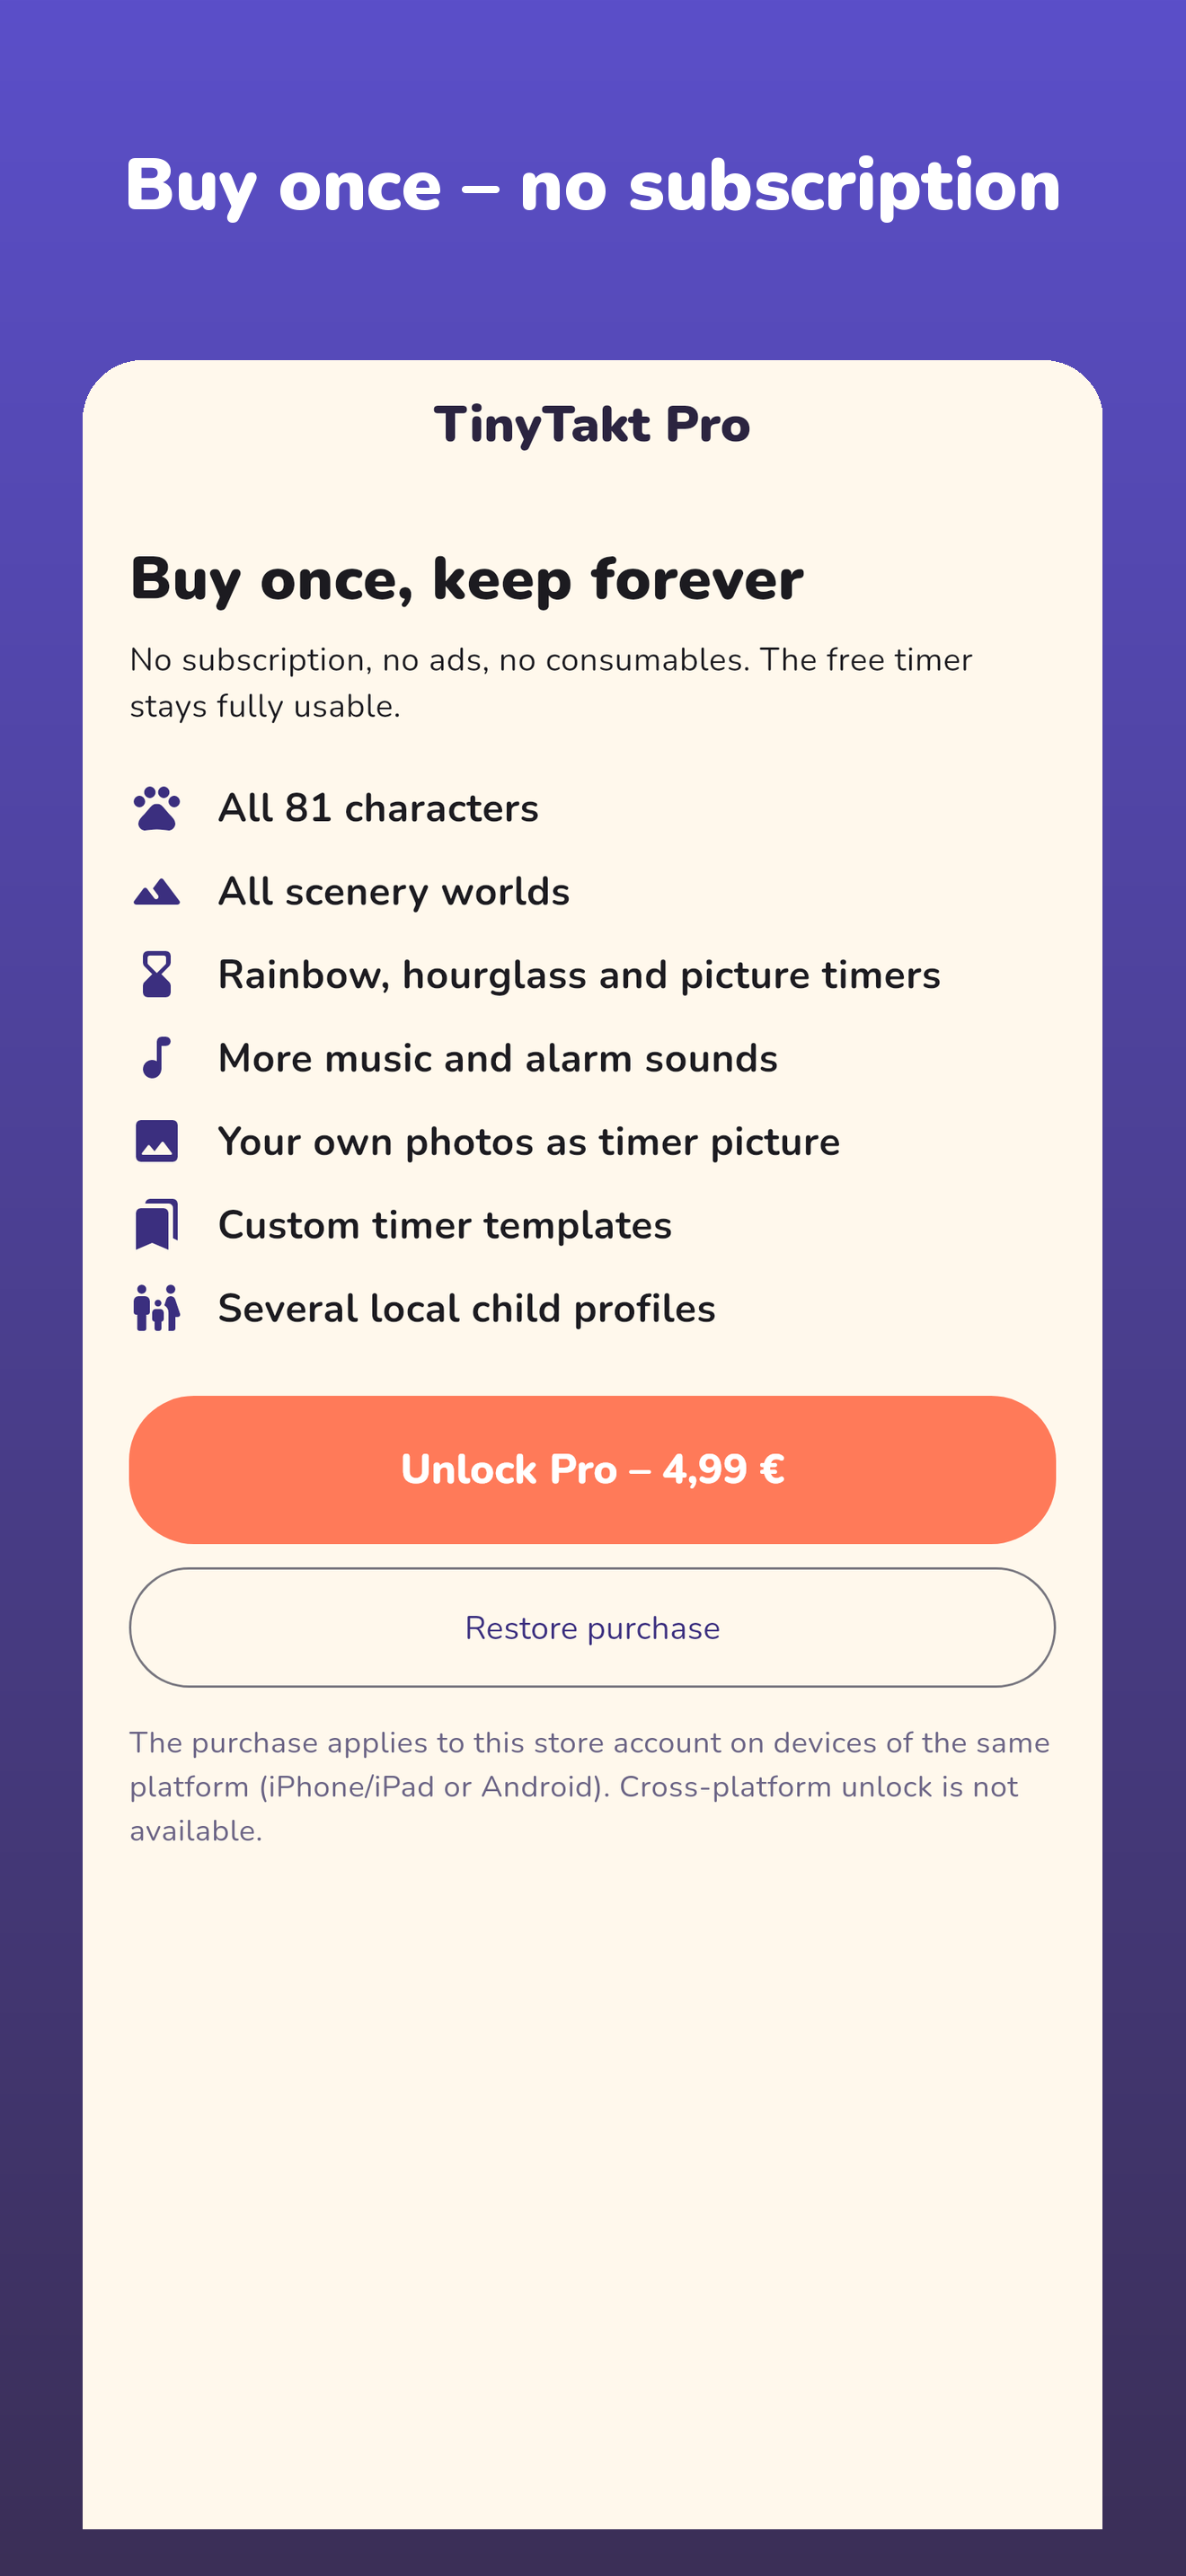 Buy once – no subscription
TinyTakt Pro
Buy once, keep forever
No subscription, no ads, no consumables. The free timer
stays fully usable.
All 81 characters
All scenery worlds
Rainbow, hourglass and picture timers
More music and alarm sounds
Your own photos as timer picture
Custom timer templates
Several local child profiles
Unlock Pro – 4,99 €
Restore purchase
The purchase applies to this store account on devices of the same
platform (iPhone/iPad or Android). Cross-platform unlock is not
available.